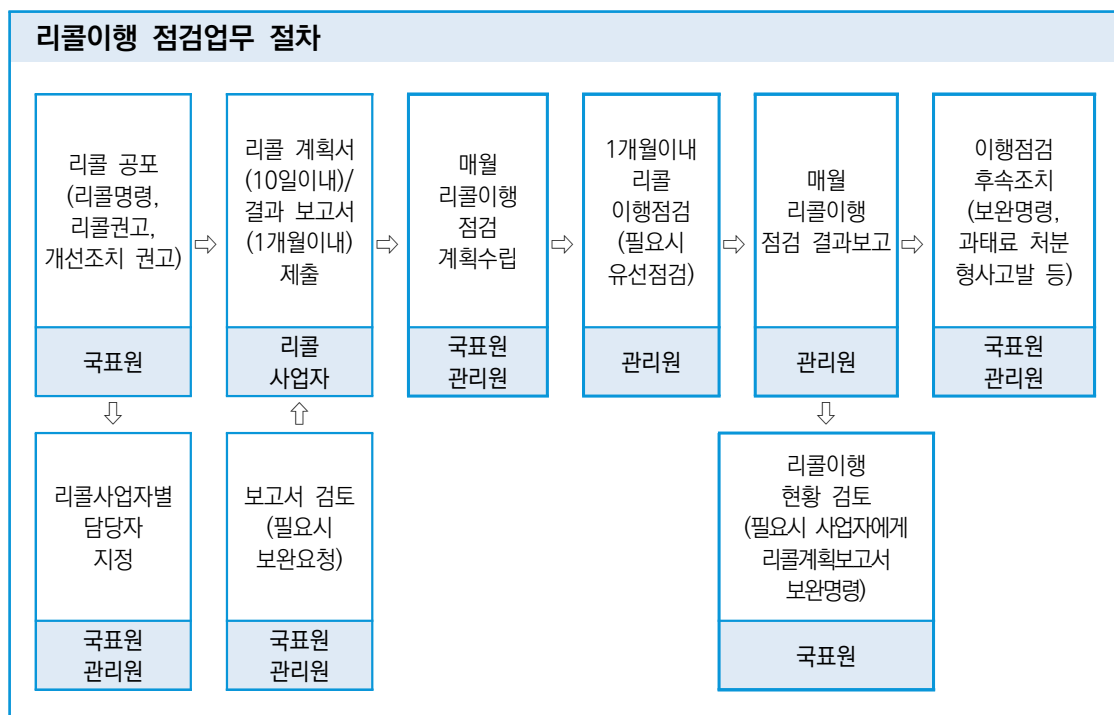 리콜이행 점검업무 절차
리콜 공포
(리콜명령,
리콜권고,
개선조치 권고)
국표원
⇨
리콜 계획서
(10일이내)/
결과 보고서
(1개월이내)
제출
리콜
사업자
⇨
매월
리콜이행
점검
계획수립
국표원
관리원
⇨
1개월이내
리콜
이행점검
(필요시
유선점검)
관리원
⇨
매월
리콜이행
점검 결과보고
관리원
⇨
이행점검
후속조치
(보완명령,
과태료 처분
형사고발 등)
국표원
관리원
⇩
리콜사업자별
담당자
지정
국표원
관리원
⇧
보고서 검토
(필요시
보완요청)
국표원
관리원
⇩
리콜이행
현황 검토
(필요시 사업자에게
리콜계획보고서
보완명령)
국표원